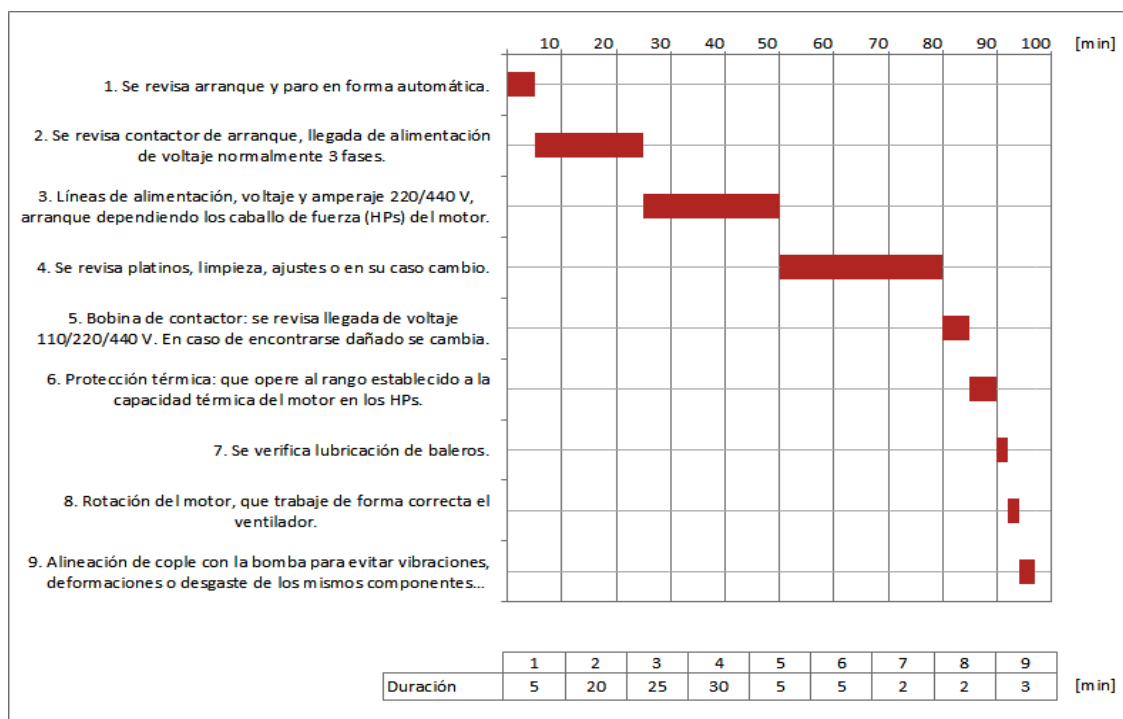 10 20 30 40 50 60 70 80 90 100 [min]
1. Se revisa arranque y paro en forma automática.
2. Se revisa contactor de arranque, llegada de alimentación
de voltaje normalmente 3 fases.
3. Líneas de alimentación, voltaje y amperaje 220/440 V,
arranque dependiendo los caballo de fuerza (HPs) del motor.
4. Se revisa platinos, limpieza, ajustes o en su caso cambio.
5. Bobina de contactor: se revisa llegada de voltaje
110/220/440 V. En caso de encontrarse dañado se cambia.
6. Protección térmica: que opere al rango establecido a la
capacidad térmica del motor en los HPs.
7. Se verifica lubricación de baleros.
8. Rotación del motor, que trabaje de forma correcta el
ventilador.
9. Alineación de cople con la bomba para evitar vibraciones,
deformaciones o desgaste de los mismos componentes...
1 2 3 4 5 6 7 8 9
Duración 5 20 25 30 5 5 2 2 3 [min]